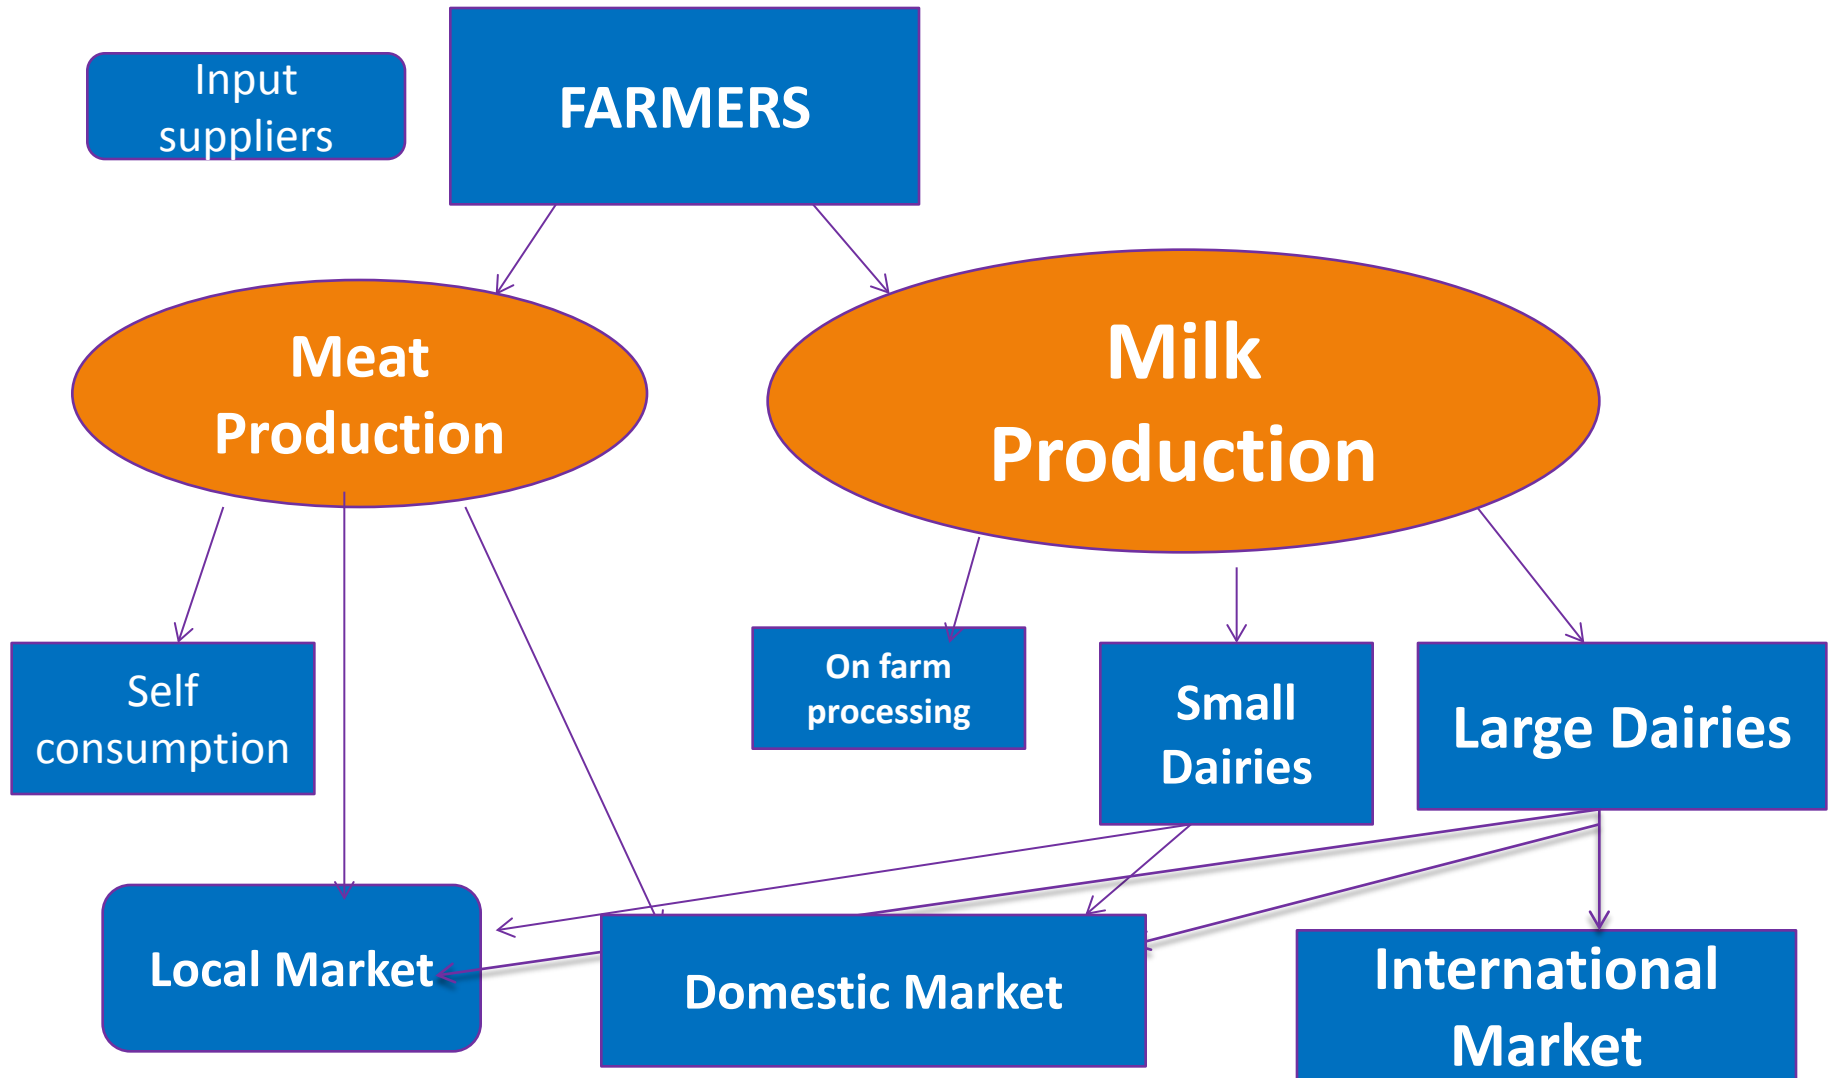 Input
suppliers
FARMERS
Meat
Production
Milk
Production
Self
consumption
On farm
processing
Small
Dairies
Large Dairies
Local Market
Domestic Market
International
Market